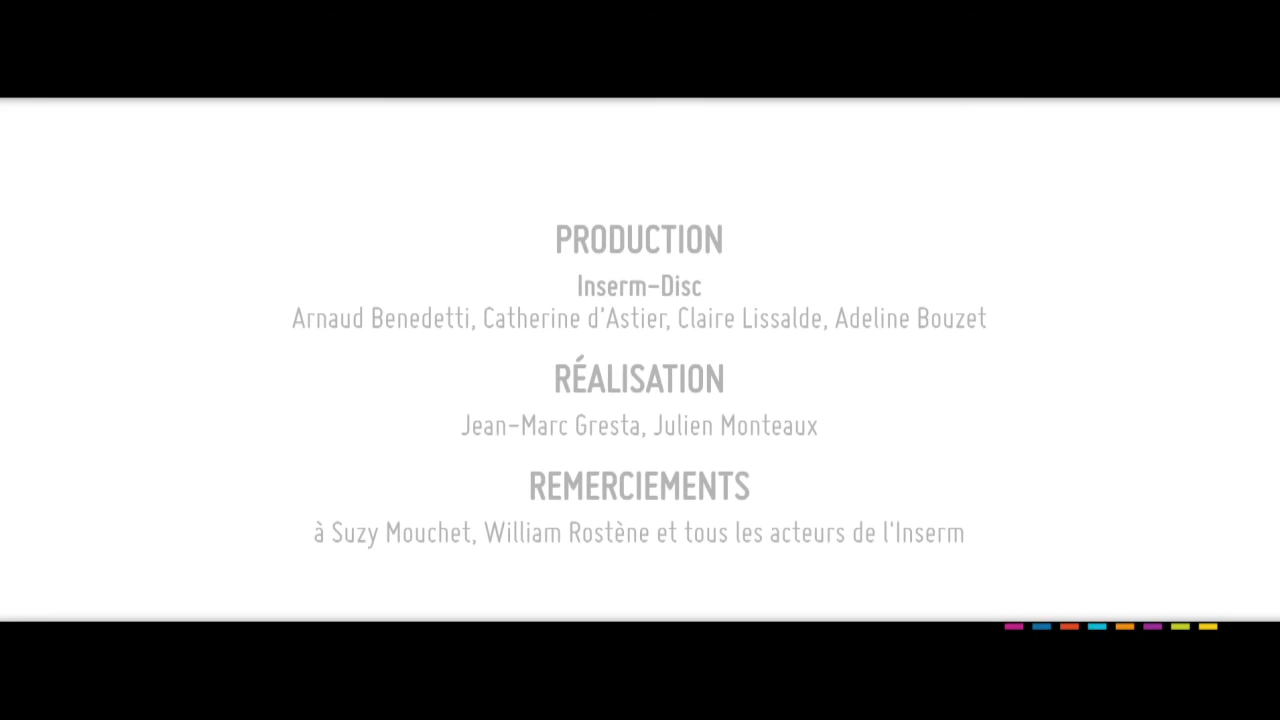 PRODUCTION
Inserm-Disc
Arnaud Benedetti, Catherine d'Astier, Claire Lissalde, Adeline Bouzet
RÉALISATION
Jean-Marc Gresta, Julien Monteaux
REMERCIEMENTS
à Suzy Mouchet, William Rostène et tous les acteurs de l'Inserm